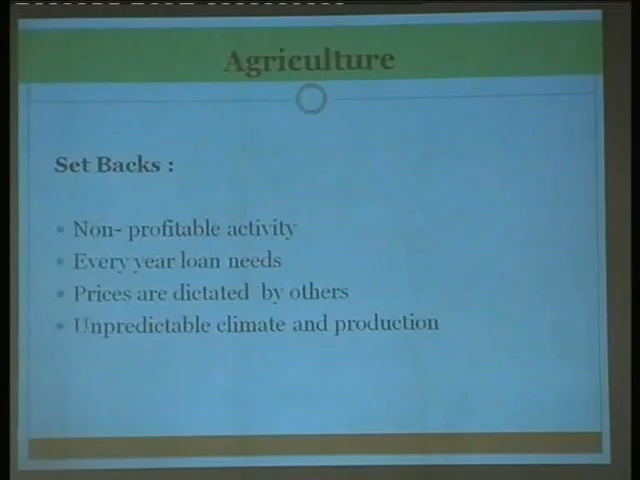 Agriculture
Set Backs :
Non- profitable activity
Every year loan needs
Prices are dictated by others
Unpredictable climate and production